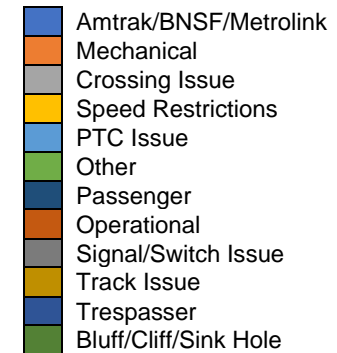 Amtrak/BNSF/Metrolink
Mechanical
Crossing Issue
Speed Restrictions
PTC Issue
Other
Passenger
Operational
Signal/Switch Issue
Track Issue
Trespasser
Bluff/Cliff/Sink Hole